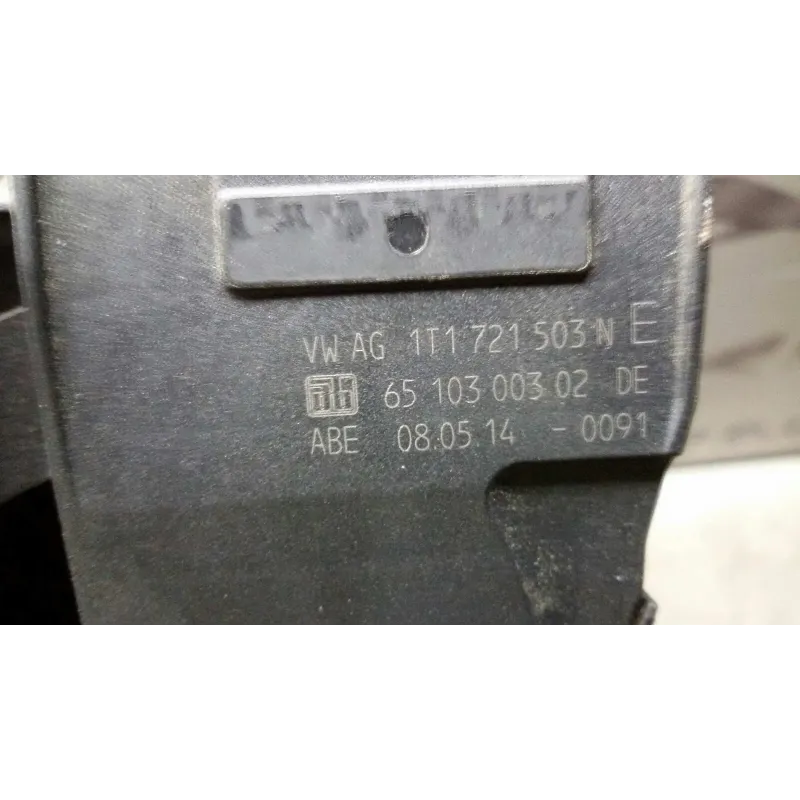 VW AG 1T1 721 503 N E
65 103 003 02 DE
ABE 08.05.14 - 0091